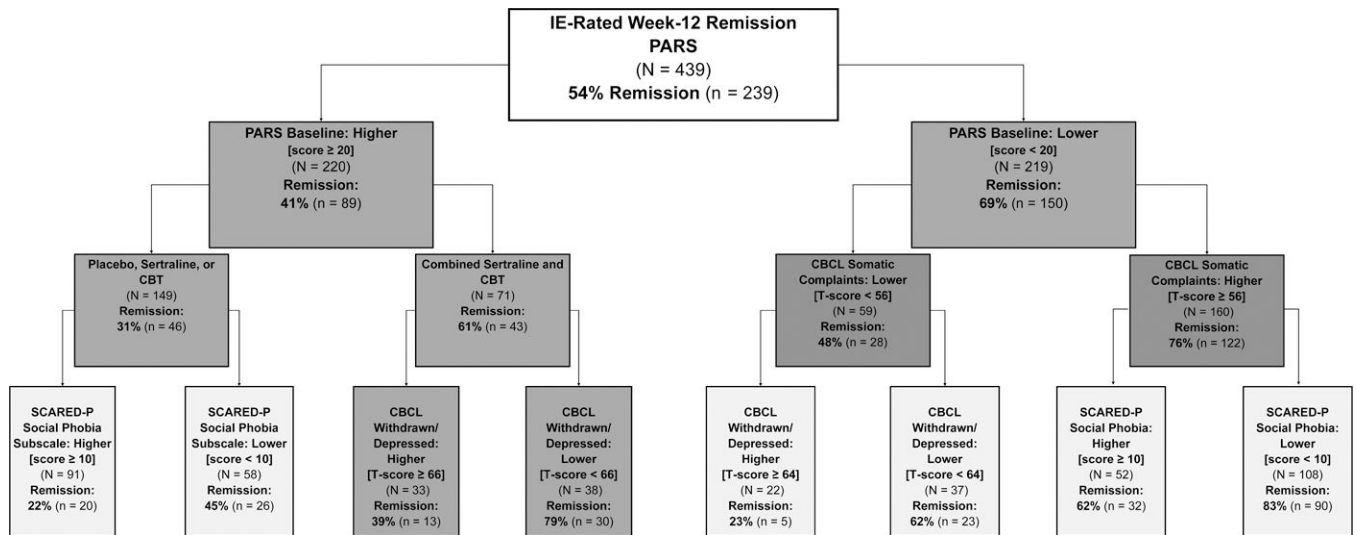 IE-Rated Week-12 Remission
PARS
(N = 439)
54% Remission (n = 239)
PARS Baseline: Higher
[score ≥ 20]
(N = 220)
Remission:
41% (n = 89)
PARS Baseline: Lower
[score < 20]
(N = 219)
Remission:
69% (n = 150)
Placebo, Sertraline, or
CBT
(N = 149)
Remission:
31% (n = 46)
Combined Sertraline and
CBT
(N = 71)
Remission:
61% (n = 43)
CBCL Somatic
Complaints: Lower
[T-score < 56]
(N = 59)
Remission:
48% (n = 28)
CBCL Somatic
Complaints: Higher
[T-score ≥ 56]
(N = 160)
Remission:
76% (n = 122)
SCARED-P
Social Phobia
Subscale: Higher
[score ≥ 10]
(N = 91)
Remission:
22% (n = 20)
SCARED-P
Social Phobia
Subscale: Lower
[score < 10]
(N = 58)
Remission:
45% (n = 26)
CBCL
Withdrawn/
Depressed:
Higher
[T-score ≥ 66]
(N = 33)
Remission:
39% (n = 13)
CBCL
Withdrawn/
Depressed:
Lower
[T-score < 66]
(N = 38)
Remission:
79% (n = 30)
CBCL
Withdrawn/
Depressed:
Higher
[T-score ≥ 64]
(N = 22)
Remission:
23% (n = 5)
CBCL
Withdrawn/
Depressed:
Lower
[T-score < 64]
(N = 37)
Remission:
62% (n = 23)
SCARED-P
Social Phobia:
Higher
[score ≥ 10]
(N = 52)
Remission:
62% (n = 32)
SCARED-P
Social Phobia:
Lower
[score < 10]
(N = 108)
Remission:
83% (n = 90)